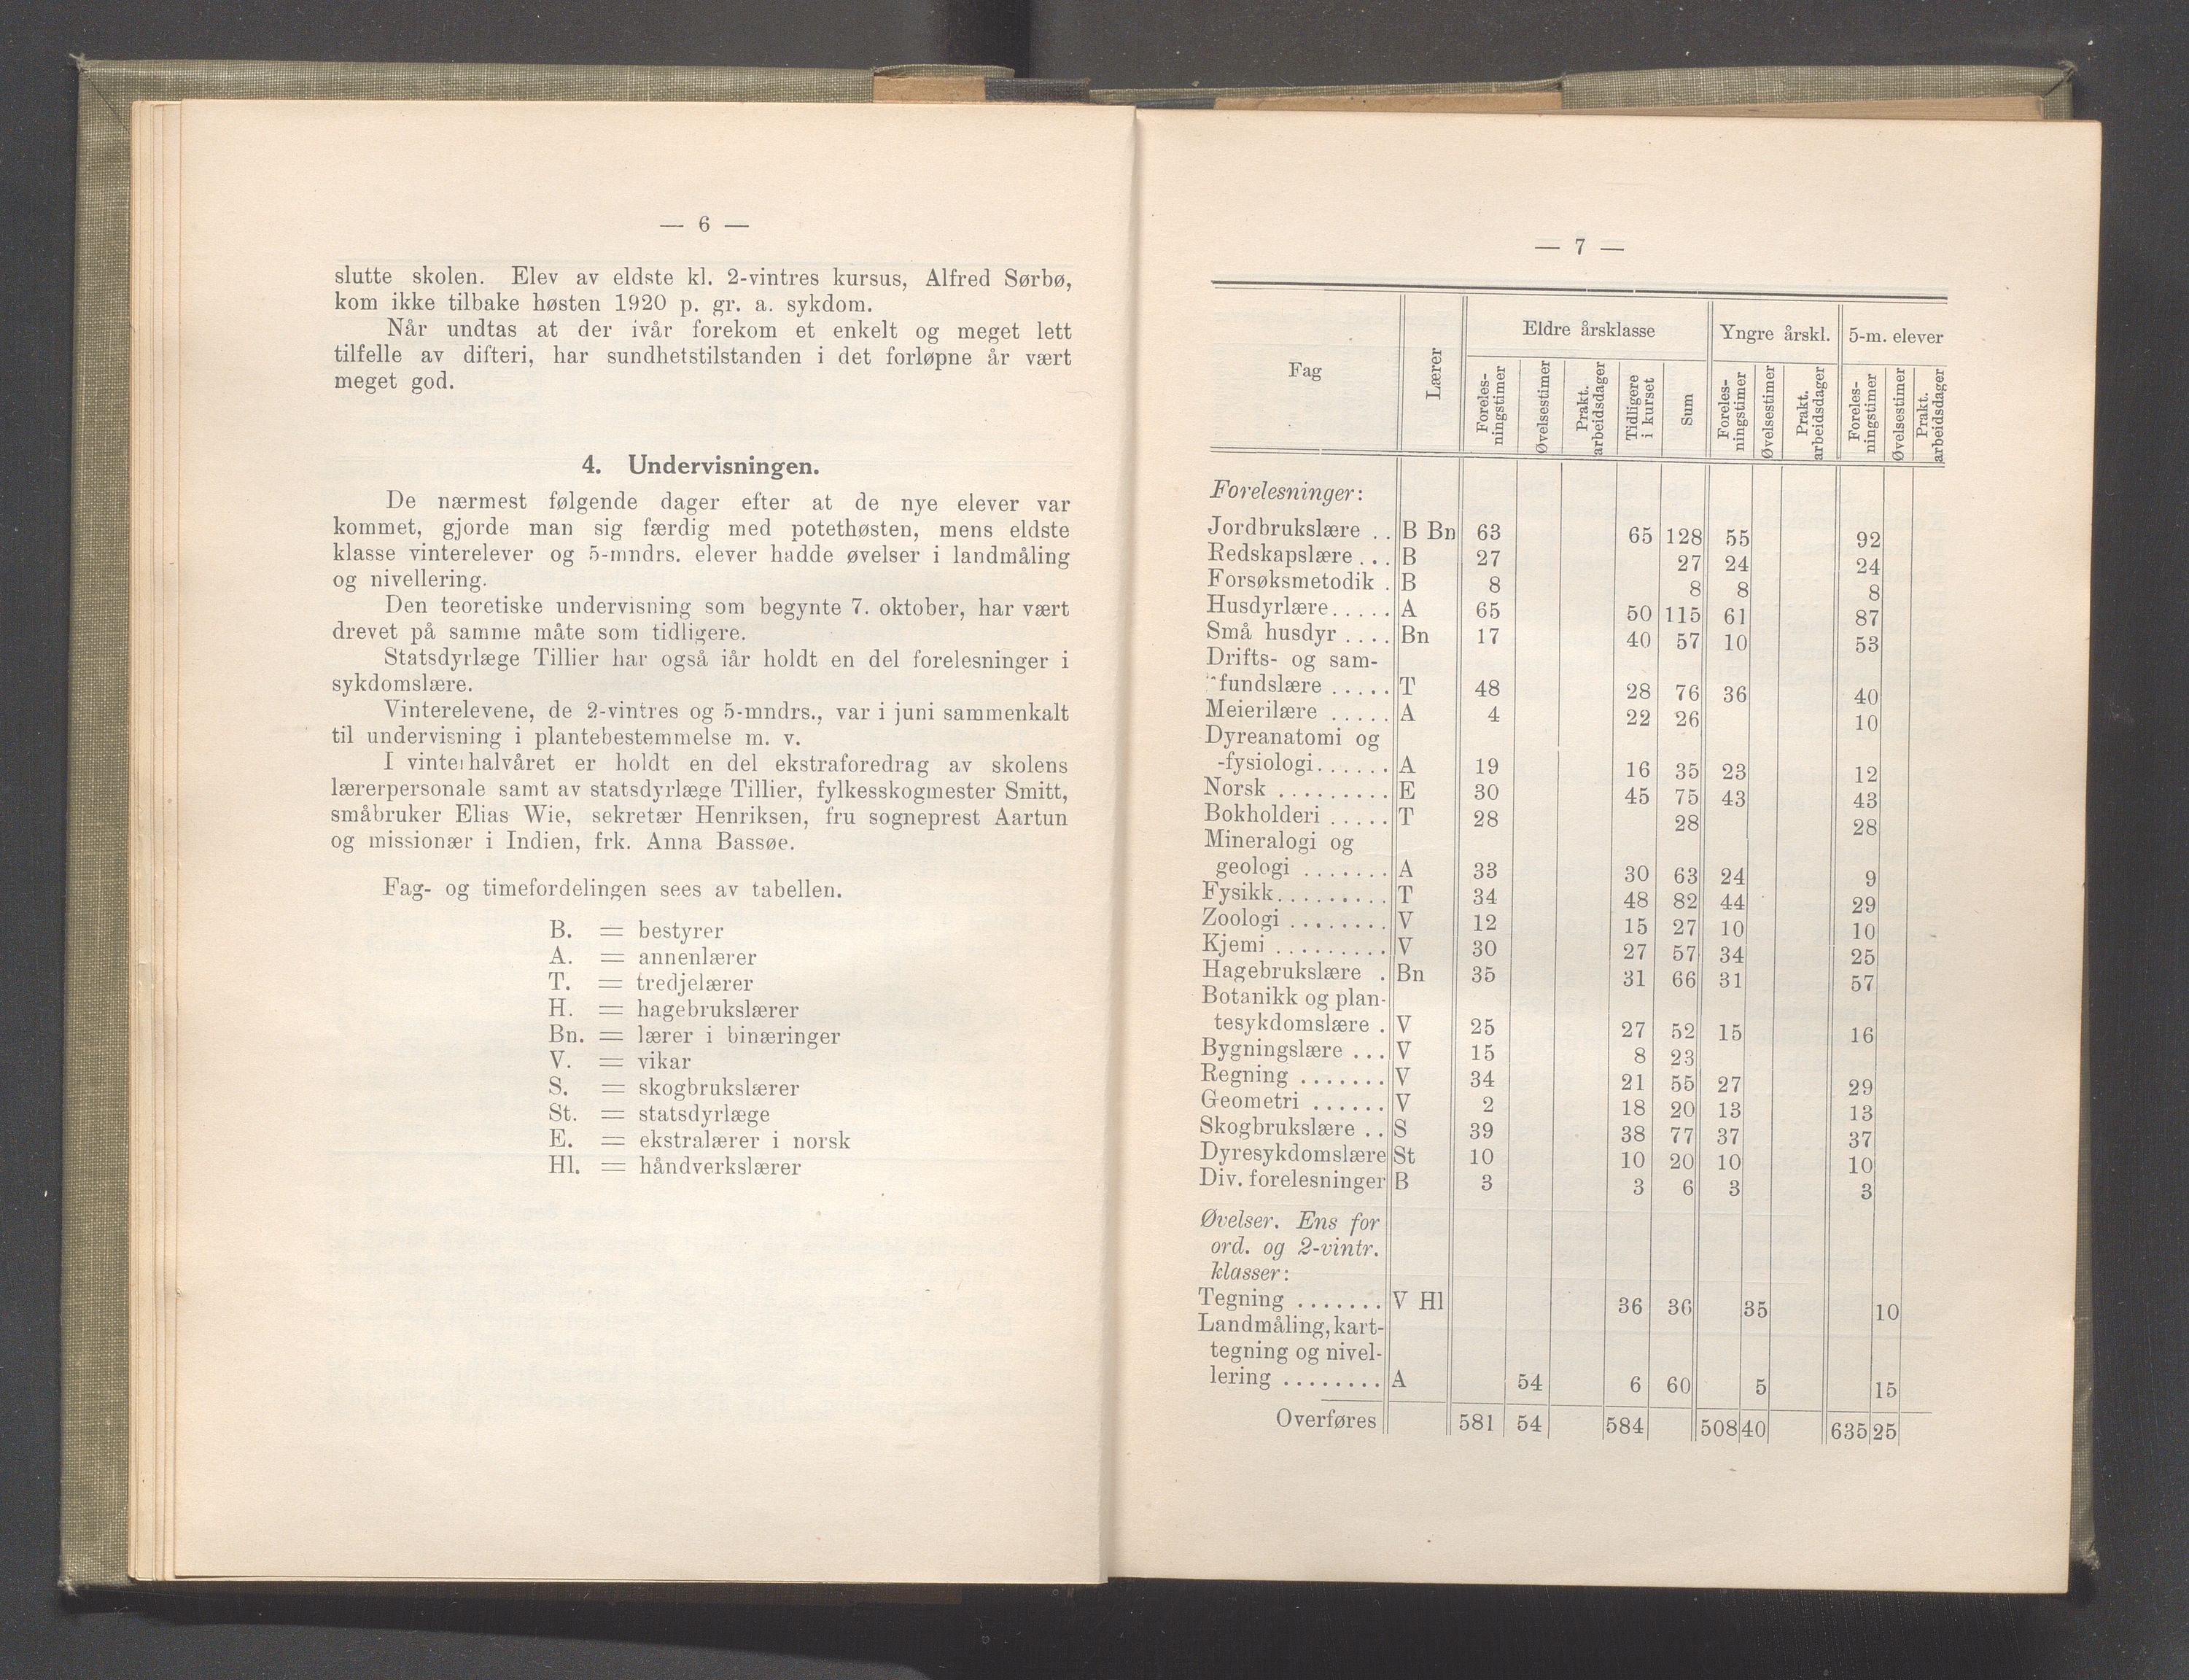 — 6 —
slutte skolen. Elev av eldste kl. 2-vintres kursus, Alfred Sørbø,
kom ikke tilbake høsten 1920 p. gr. a. sykdom.
Når undtas at der ivår forekom et enkelt og meget lett
tilfelle av difteri, har sundhetstilstanden i det forløpne år vært
meget god.
4. Undervisningen.
De nærmest følgende dager efter at de nye elever var
kommet, gjorde man sig færdig med potethøsten, mens eldste
klasse vinterelever og 5-mndrs. elever hadde øvelser i landmåling
og nivellering.
Den teoretiske undervisning som begynte 7. oktober, har vært
drevet på samme måte som tidligere.
Statsdyrlæge Tillier har også iår holdt en del forelesninger i
sykdomslære.
Vinterelevene, de 2-vintres og 5-mndrs., var i juni sammenkalt
til undervisning i plantebestemmelse m. v.
I vinterhalvåret er holdt en del ekstraforedrag av skolens
lærerpersonale samt av statsdyrlæge Tillier, fylkesskogmester Smitt,
småbruker Elias Wie, sekretær Henriksen, fru sogneprest Aartun
og missionær i Indien, frk. Anna Bassøe.
Fag- og timefordelingen sees av tabellen.
B. = bestyrer
A. = annenlærer
T. = tredjelærer
H. = hagebrukslærer
Bn. = lærer i binæringer
V. = vikar
S. = skogbrukslærer
St. = statsdyrlæge
E. = ekstralærer i norsk
Hl. = håndverkslærer
— 7 —
Fag Lærer Eldre årsklasse Yngre årskl. 5-m. elever
Foreles-
ningstimer Øvelsestimer Prakt.
arbeidsdager Tidligere
i kurset Sum Foreles-
ningstimer Øvelsestimer Prakt.
arbeidsdager Foreles-
ningstimer Øvelsestimer Prakt.
arbeidsdager
Forelesninger:
Jordbrukslære . . B Bn 63 65 128 55 92
Redskapslære . . . B 27 27 24 24
Forsøksmetodik . B 8 8 8 8
Husdyrlære . . . . . A 65 50 115 61 87
Små husdyr . . . . Bn 17 40 57 10 53
Drifts- og sam-
fundslære . . . . . T 48 28 76 36 40
Meierilære . . . . . A 4 22 26 10
Dyreanatomi og
-fysiologi . . . . . . A 19 16 35 23 12
Norsk . . . . . . . . . E 30 45 75 43 43
Bokholderi . . . . . T 28 28 28
Mineralogi og
geologi . . . . . . . A 33 30 63 24 9
Fysikk . . . . . . . . . T 34 48 82 44 29
Zoologi . . . . . . . . V 12 15 27 10 10
Kjemi . . . . . . . . . V 30 27 57 34 25
Hagebrukslære . Bn 35 31 66 31 57
Botanikk og plan-
tesykdomslære . V 25 27 52 15 16
Bygningslære . . . V 15 8 23
Regning . . . . . . . V 34 21 55 27 29
Geometri . . . . . . V 2 18 20 13 13
Skogbrukslære . . S 39 38 77 37 37
Dyresykdomslære St 10 10 20 10 10
Div. forelesninger B 3 3 6 3 3
Øvelser. Ens for
ord. og 2-vintr.
klasser:
Tegning . . . . . . . V Hl 36 36 35 10
Landmåling, kart-
tegning og nivel-
lering . . . . . . . . A 54 6 60 5 15
Overføres 581 54 584 508 40 635 25